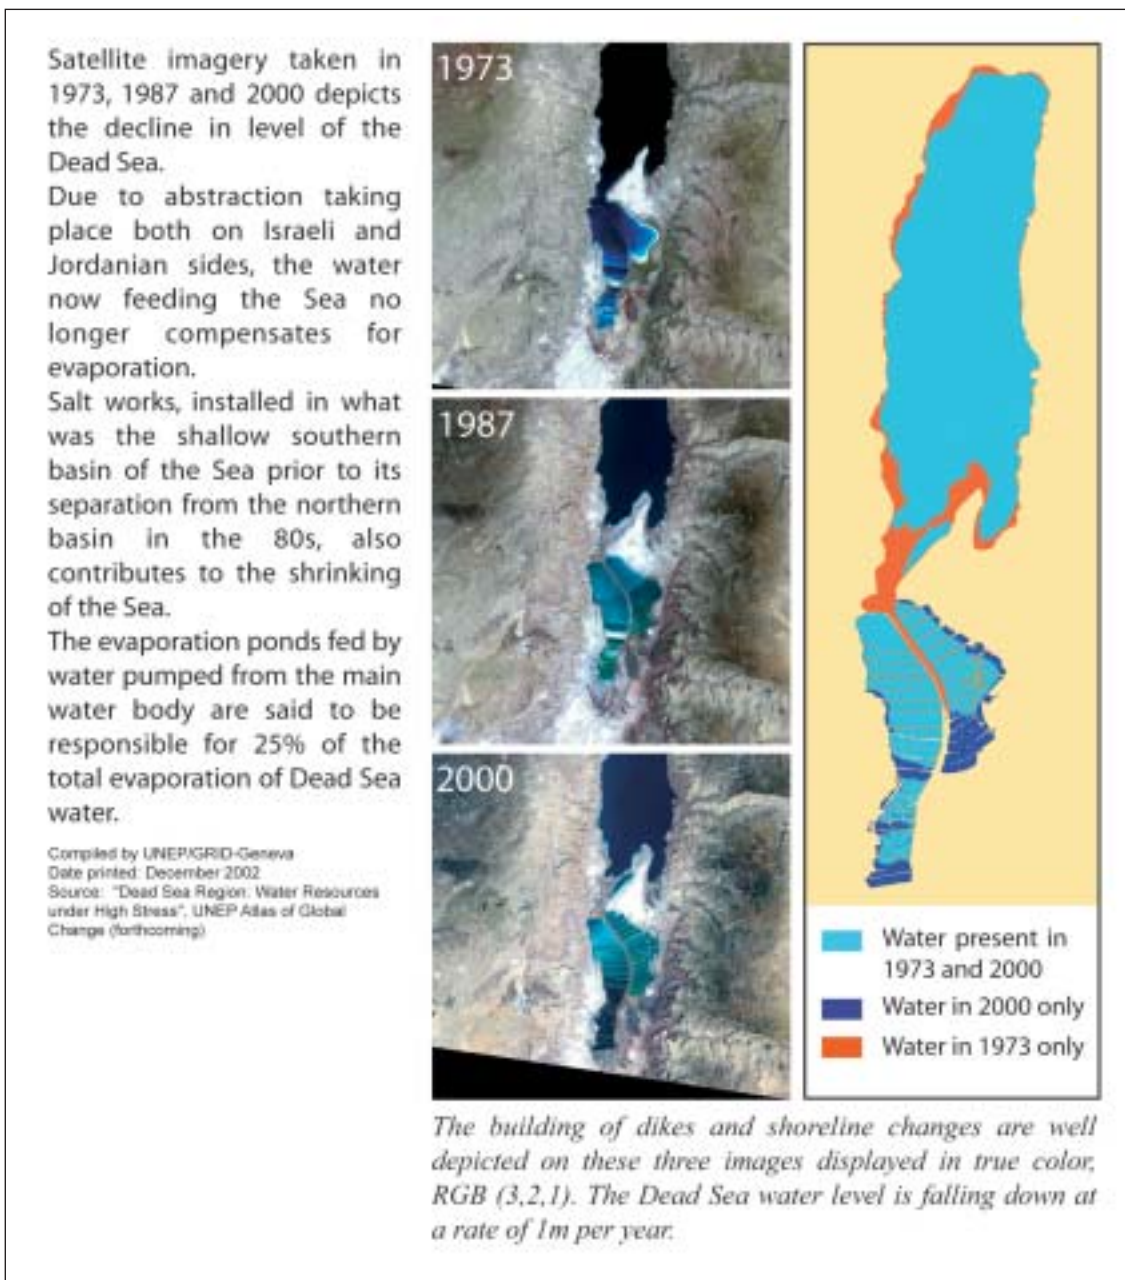 Satellite imagery taken in
1973, 1987 and 2000 depicts
the decline in level of the
Dead Sea.
Due to abstraction taking
place both on Israeli and
Jordanian sides, the water
now feeding the Sea no
longer compensates for
evaporation.
Salt works, installed in what
was the shallow southern
basin of the Sea prior to its
separation from the northern
basin in the 80s, also
contributes to the shrinking
of the Sea.
The evaporation ponds fed by
water pumped from the main
water body are said to be
responsible for 25% of the
total evaporation of Dead Sea
water.
Compiled by UNEP/GRID-Geneva
Date printed: December 2002
Source: "Dead Sea Region: Water Resources
under High Stress", UNEP Atlas of Global
Change (forthcoming)
1973
1987
2000
Water present in
1973 and 2000
Water in 2000 only
Water in 1973 only
The building of dikes and shoreline changes are well
depicted on these three images displayed in true color,
RGB (3,2,1). The Dead Sea water level is falling down at
a rate of 1m per year.